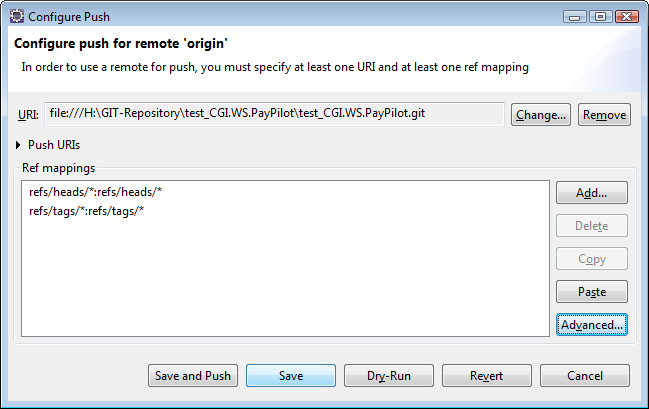 Configure Push
Configure push for remote 'origin'
In order to use a remote for push, you must specify at least one URI and at least one ref mapping
URI: file:///H:\GIT-Repository\test_CGI.WS.PayPilot\test_CGI.WS.PayPilot.git Change... Remove
Push URIs
Ref mappings
refs/heads/*:refs/heads/*
refs/tags/*:refs/tags/*
Add...
Delete
Copy
Paste
Advanced...
Save and Push Save Dry-Run Revert Cancel